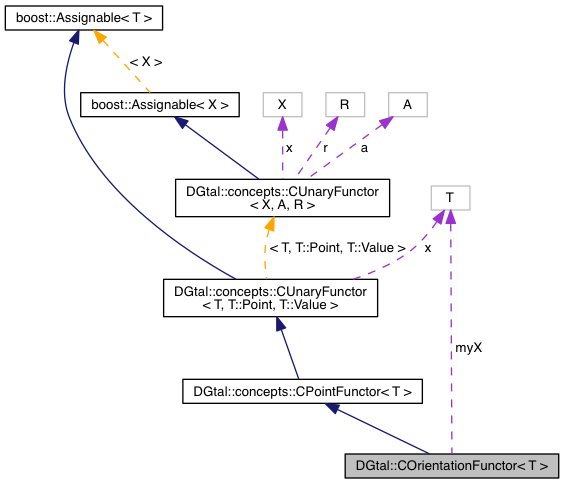 boost::Assignable< T >
< X >
boost::Assignable< X >
X
R
A
x
r
a
DGtal::concepts::CUnaryFunctor
< X, A, R >
T
< T, T::Point, T::Value >
x
DGtal::concepts::CUnaryFunctor
< T, T::Point, T::Value >
myX
DGtal::concepts::CPointFunctor< T >
DGtal::COrientationFunctor< T >